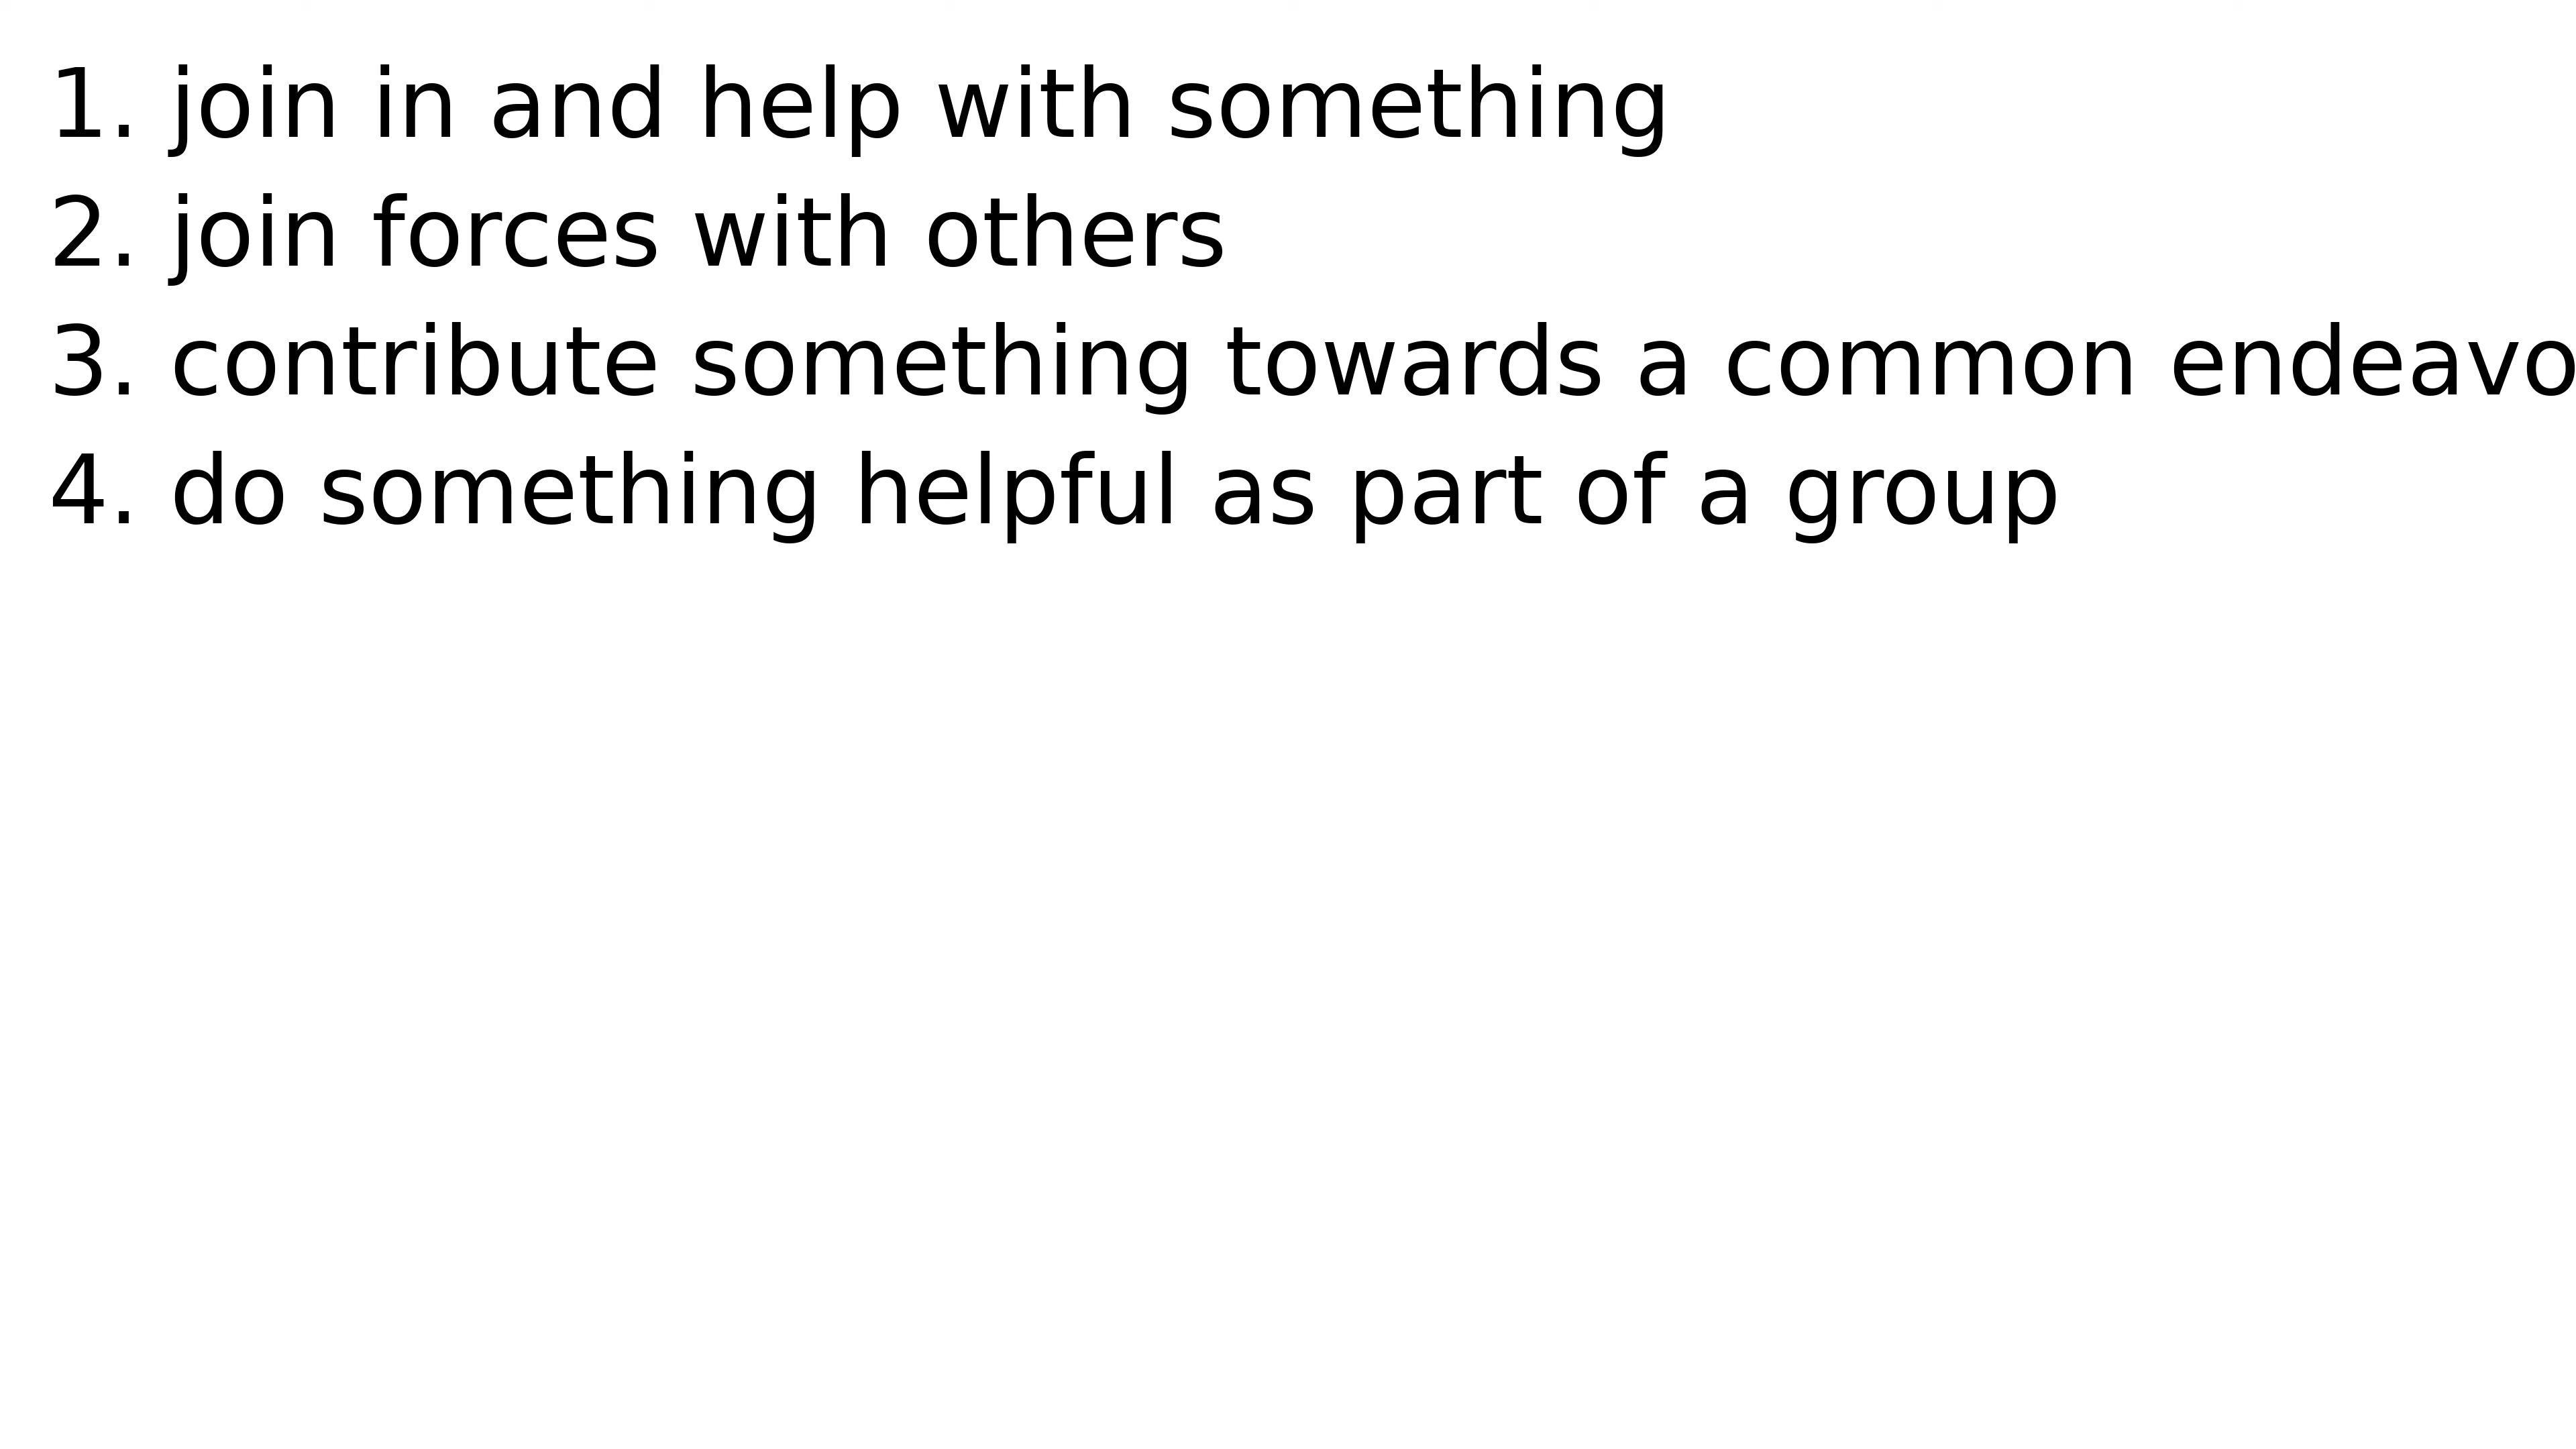 1. join in and help with something
2. join forces with others
3. contribute something towards a common endeavo
4. do something helpful as part of a group